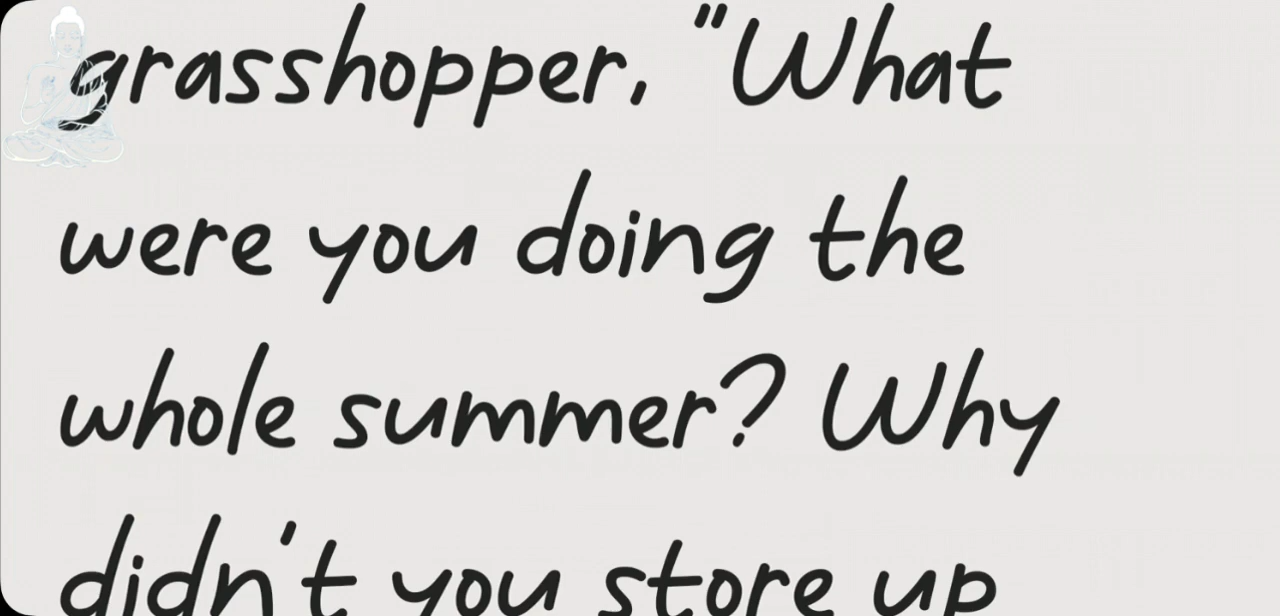 grasshopper, "What
were you doing the
whole summer? Why
didn't you store up